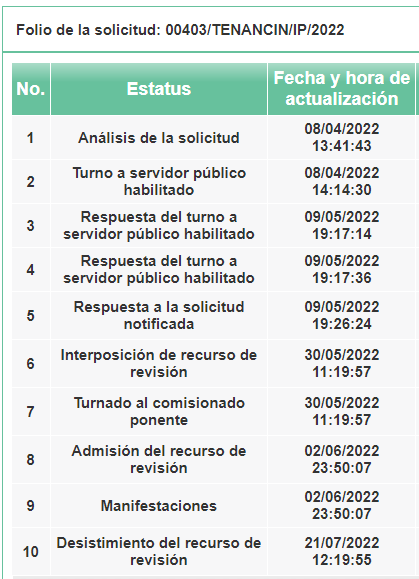 Folio de la solicitud: 00403/TENANCIN/IP/2022
No. Estatus Fecha y hora de
actualización
1 Análisis de la solicitud 08/04/2022
13:41:43
2 Turno a servidor público 08/04/2022
habilitado 14:14:30
3 Respuesta del turno a 09/05/2022
servidor público habilitado 19:17:14
4 Respuesta del turno a 09/05/2022
servidor público habilitado 19:17:36
5 Respuesta a la solicitud 09/05/2022
notificada 19:26:24
6 Interposición de recurso de 30/05/2022
revisión 11:19:57
7 Turnado al comisionado 30/05/2022
ponente 11:19:57
8 Admisión del recurso de 02/06/2022
revisión 23:50:07
9 Manifestaciones 02/06/2022
23:50:07
10 Desistimiento del recurso de 21/07/2022
revisión 12:19:55